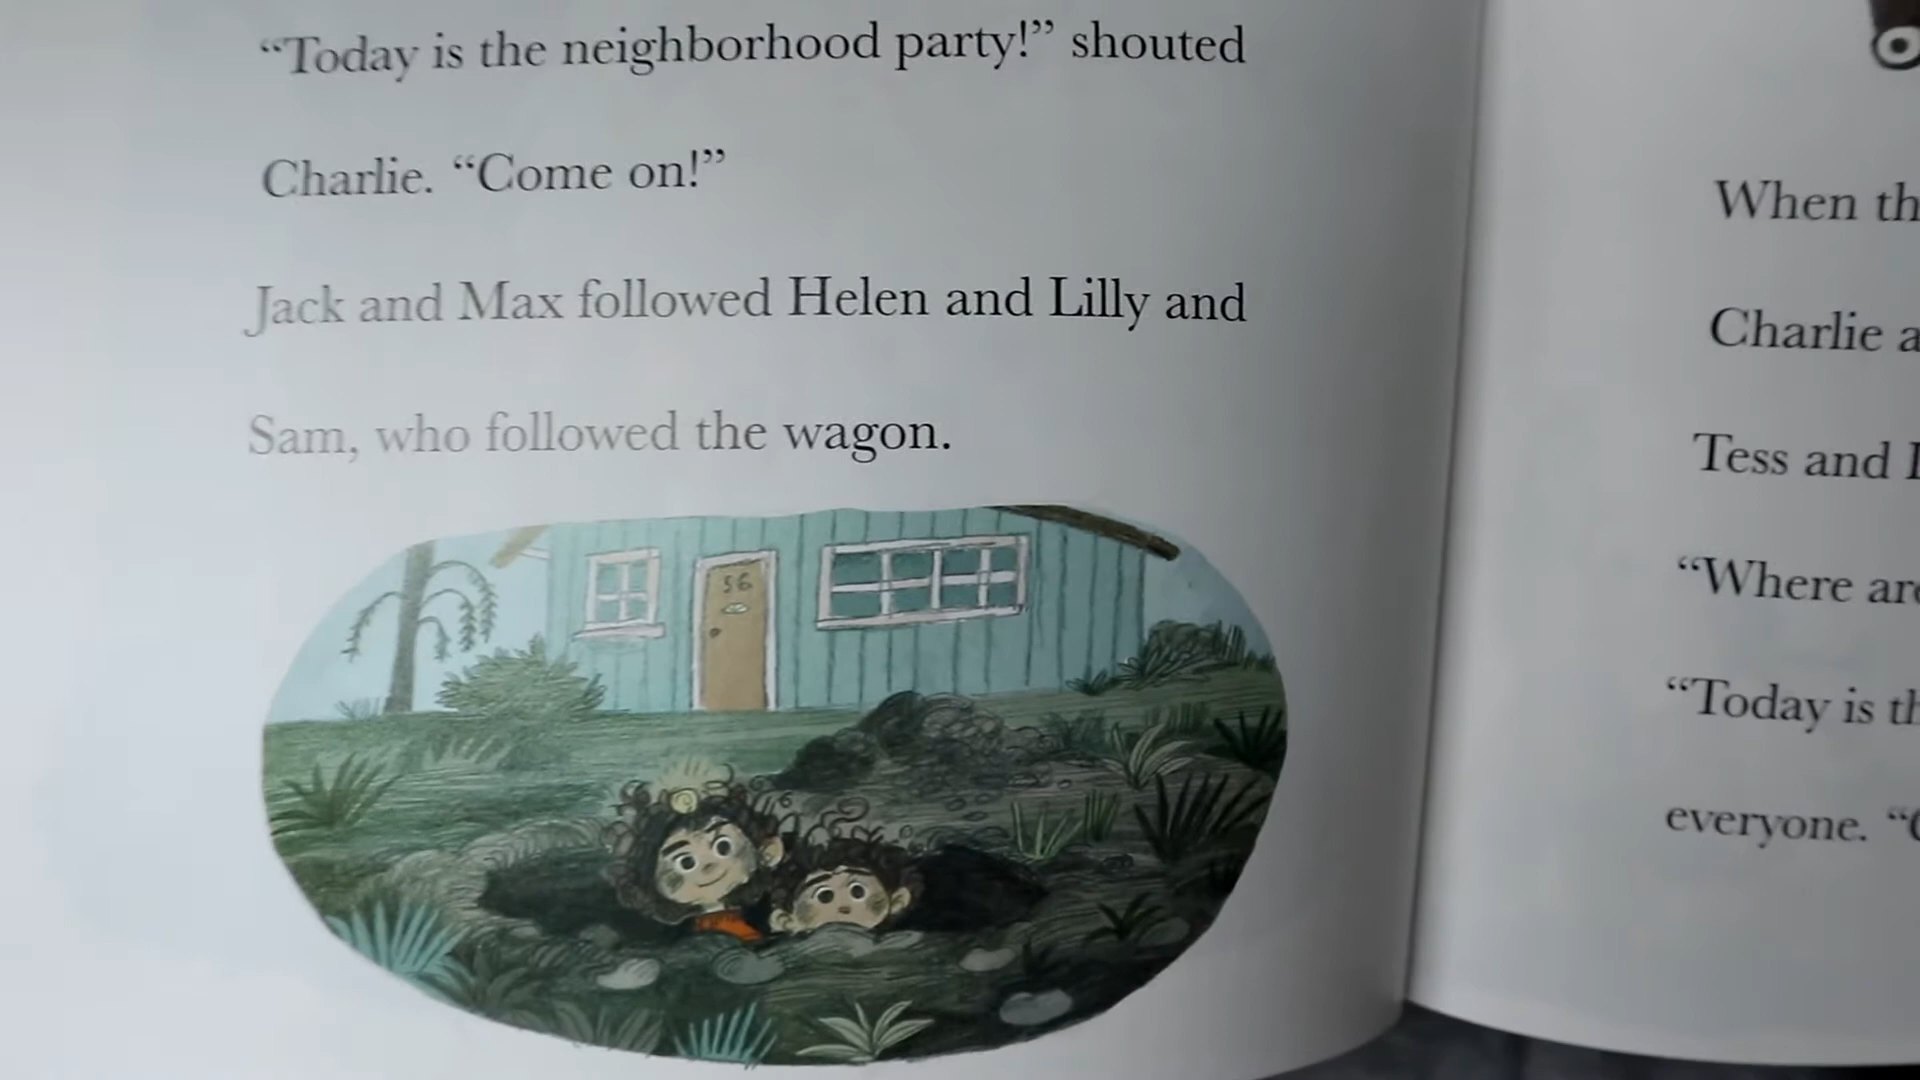 “Today is the neighborhood party!” shouted
Charlie. “Come on!”
Jack and Max followed Helen and Lilly and
Sam, who followed the wagon.
56
When th
Charlie a
Tess and
“Where are
“Today is th
everyone. “